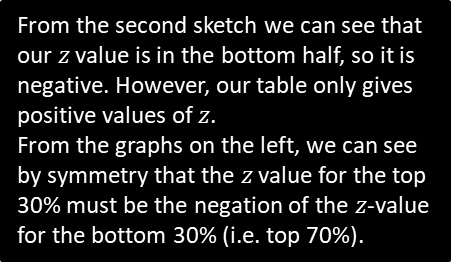 From the second sketch we can see that
our z value is in the bottom half, so it is
negative. However, our table only gives
positive values of z.
From the graphs on the left, we can see
by symmetry that the z value for the top
30% must be the negation of the z-value
for the bottom 30% (i.e. top 70%).